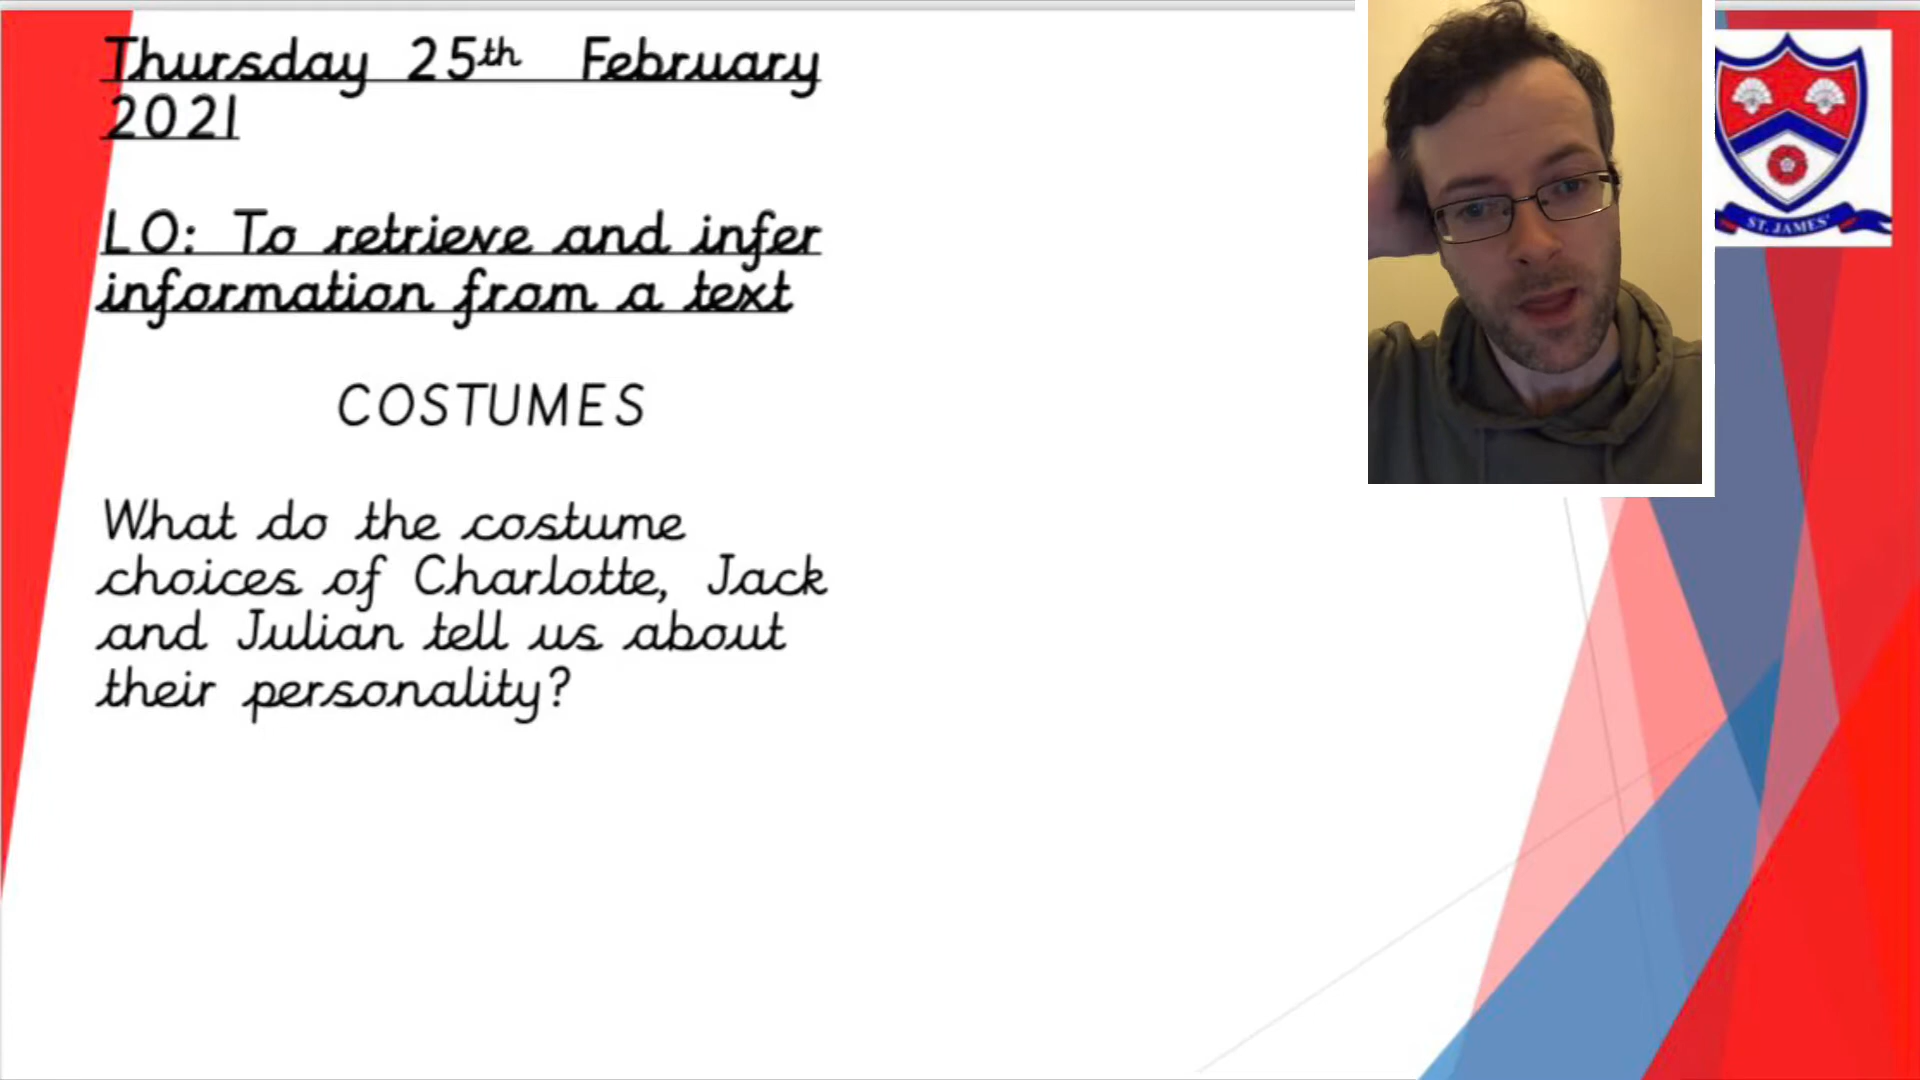 Thursday 25th February
2021
LO: To retrieve and infer
information from a text
COSTUMES
What do the costume
choices of Charlotte, Jack
and Julian tell us about
their personality?
ST. JAMES'